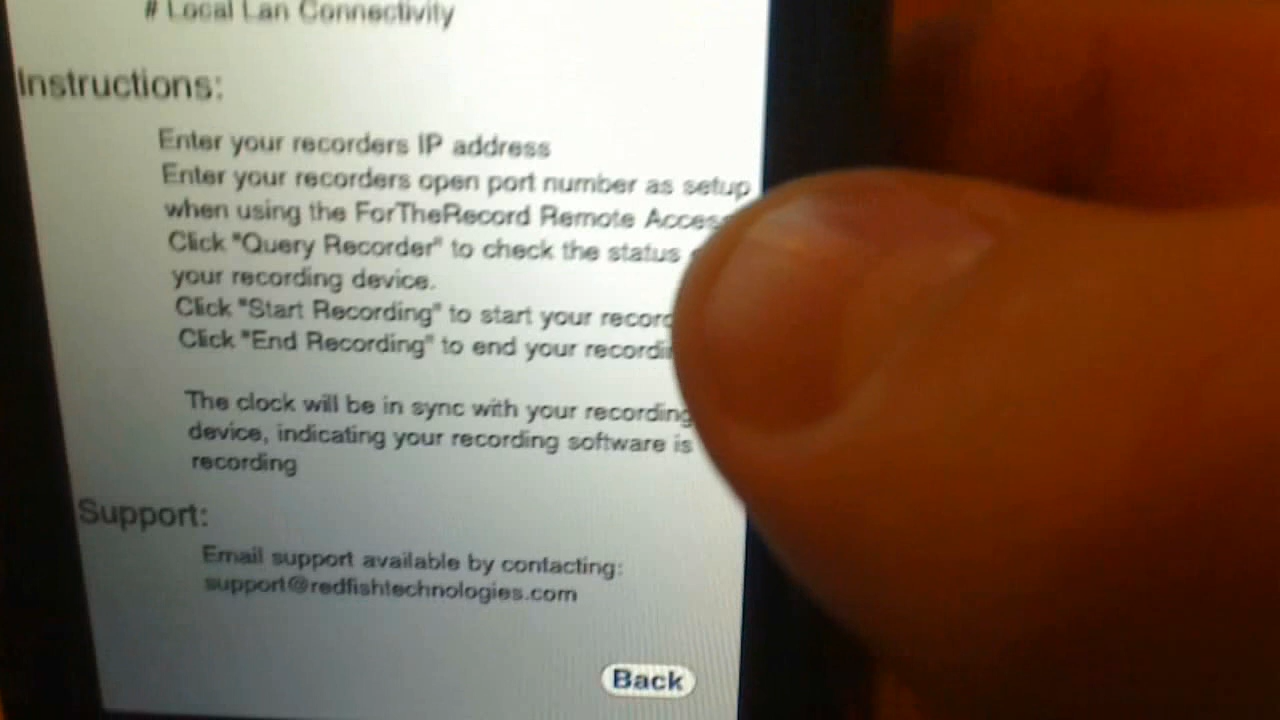 # Local Lan Connectivity
Instructions:
Enter your recorders IP address
Enter your recorders open port number as setup
when using the ForTheRecord Remote
Click "Query Recorder" to check the status
your recording device.
Click "Start Recording" to start your
Click "End Recording" to end your
The clock will be in sync with your recording
device, indicating your recording software is
recording
Support:
Email support available by contacting:
support@redfishtechnologies.com
Back